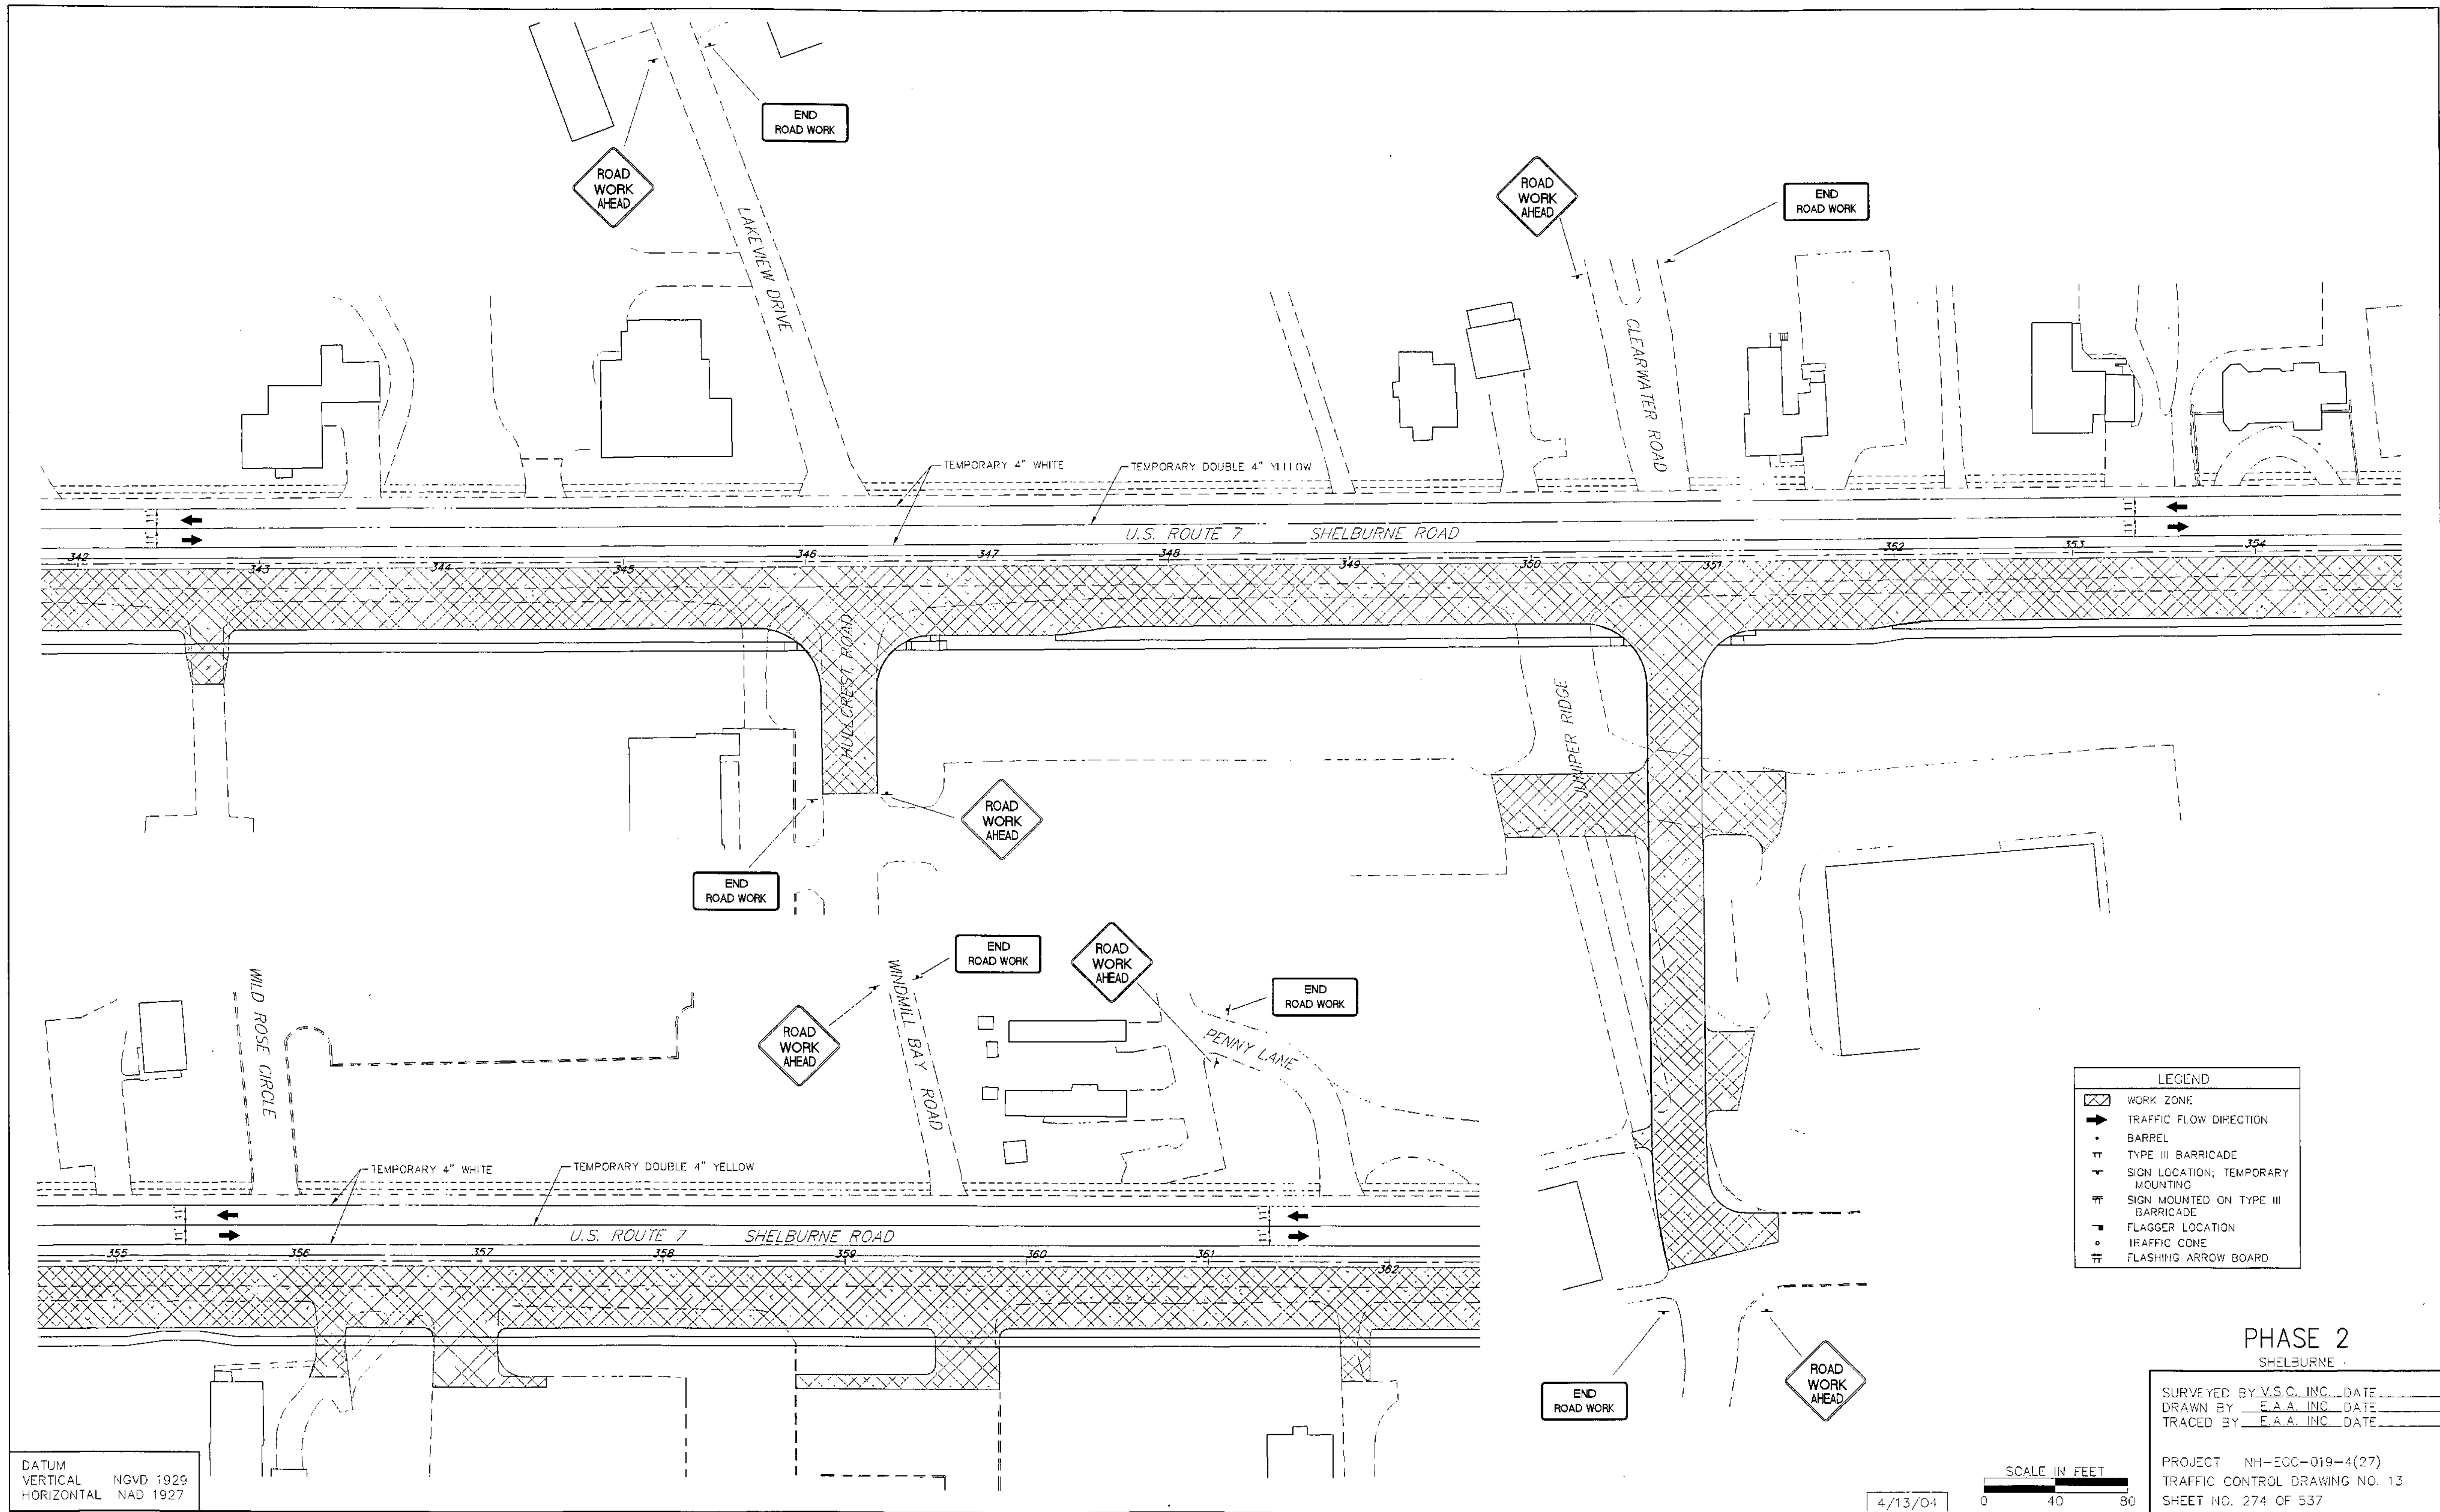 END
ROAD WORK
ROAD
WORK
AHEAD
LAKEVIEW DRIVE
ROAD
WORK
AHEAD
END
ROAD WORK
CLEARWATER ROAD
TEMPORARY 4" WHITE
TEMPORARY DOUBLE 4" YELLOW
U.S. ROUTE 7 SHELBURNE ROAD
342
343
344
345
346
347
348
349
350
351
352
353
354
HULLCREST ROAD
JUNIPER RIDGE
ROAD
WORK
AHEAD
END
ROAD WORK
END
ROAD WORK
ROAD
WORK
AHEAD
END
ROAD WORK
ROAD
WORK
AHEAD
WILD ROSE CIRCLE
WINDMILL BAY ROAD
PENNY LANE
TEMPORARY 4" WHITE
TEMPORARY DOUBLE 4" YELLOW
U.S. ROUTE 7 SHELBURNE ROAD
355
356
357
358
359
360
361
362
END
ROAD WORK
ROAD
WORK
AHEAD
LEGEND
WORK ZONE
TRAFFIC FLOW DIRECTION
BARREL
TYPE III BARRICADE
SIGN LOCATION; TEMPORARY
MOUNTING
SIGN MOUNTED ON TYPE III
BARRICADE
FLAGGER LOCATION
TRAFFIC CONE
FLASHING ARROW BOARD
PHASE 2
SHELBURNE
SURVEYED BY V.S.C. INC. DATE
DRAWN BY E.A.A. INC. DATE
TRACED BY E.A.A. INC. DATE
PROJECT NH-EGC-019-4(27)
TRAFFIC CONTROL DRAWING NO. 13
SHEET NO. 274 OF 537
SCALE IN FEET
0 40 80
4/13/04
DATUM
VERTICAL NGVD 1929
HORIZONTAL NAD 1927